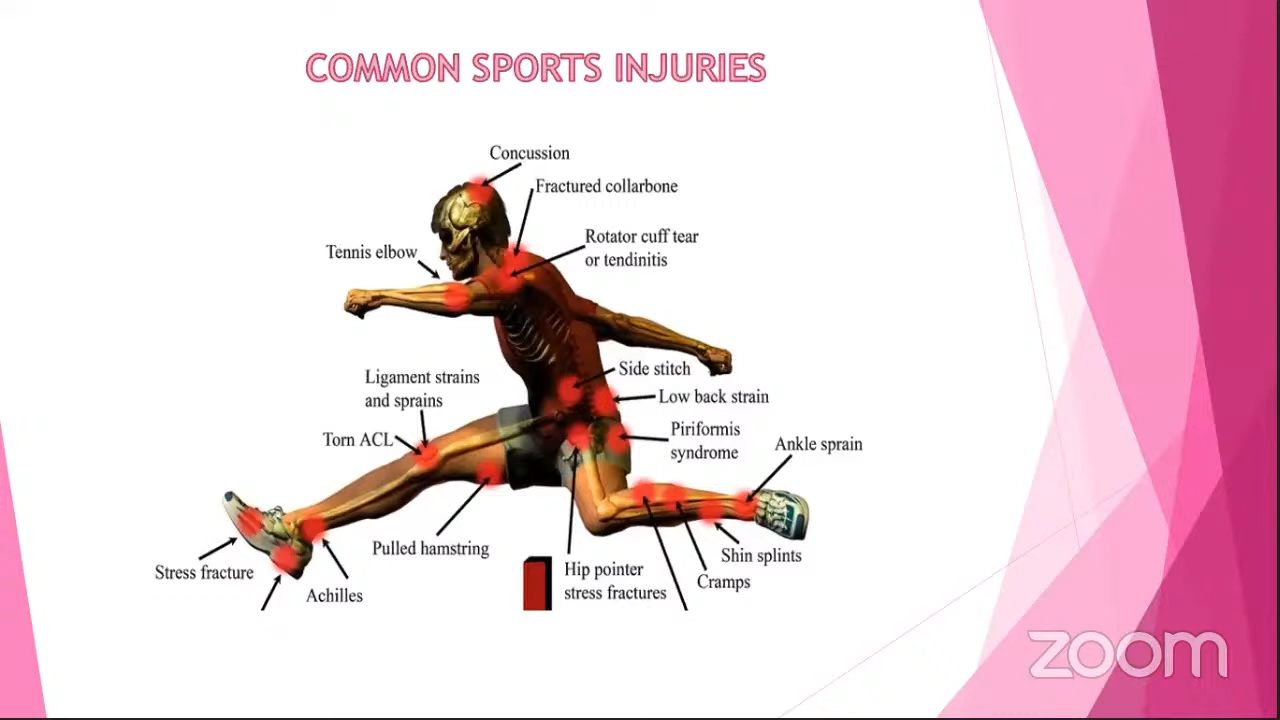 COMMON SPORTS INJURIES
Concussion
Fractured collarbone
Rotator cuff tear
or tendinitis
Tennis elbow
Side stitch
Ligament strains
and sprains
Low back strain
Torn ACL
Piriformis
syndrome
Ankle sprain
Pulled hamstring
Shin splints
Stress fracture
Hip pointer
stress fractures
Cramps
Achilles
zoom